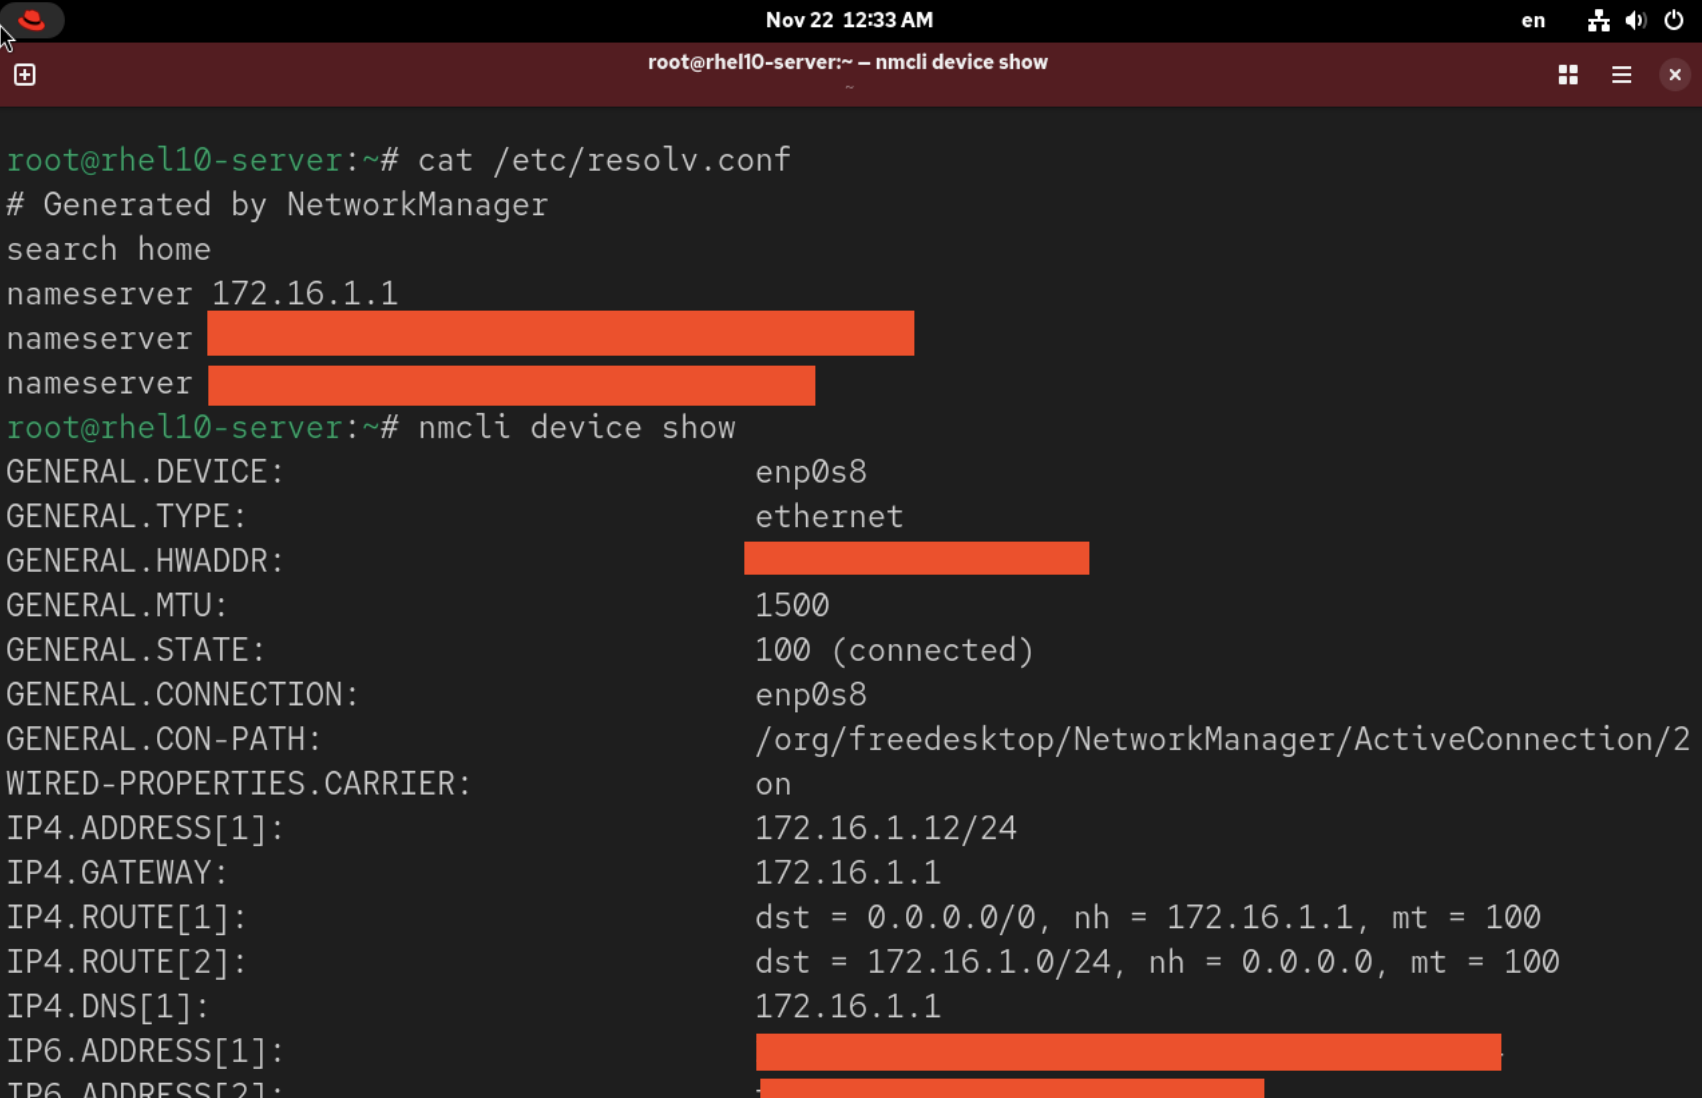 Nov 22 12:33 AM
en
root@rhel10-server:~ — nmcli device show
~
root@rhel10-server:~# cat /etc/resolv.conf
# Generated by NetworkManager
search home
nameserver 172.16.1.1
nameserver
nameserver
root@rhel10-server:~# nmcli device show
GENERAL.DEVICE: enp0s8
GENERAL.TYPE: ethernet
GENERAL.HWADDR:
GENERAL.MTU: 1500
GENERAL.STATE: 100 (connected)
GENERAL.CONNECTION: enp0s8
GENERAL.CON-PATH: /org/freedesktop/NetworkManager/ActiveConnection/2
WIRED-PROPERTIES.CARRIER: on
IP4.ADDRESS[1]: 172.16.1.12/24
IP4.GATEWAY: 172.16.1.1
IP4.ROUTE[1]: dst = 0.0.0.0/0, nh = 172.16.1.1, mt = 100
IP4.ROUTE[2]: dst = 172.16.1.0/24, nh = 0.0.0.0, mt = 100
IP4.DNS[1]: 172.16.1.1
IP6.ADDRESS[1]:
IP6.ADDRESS[2]: